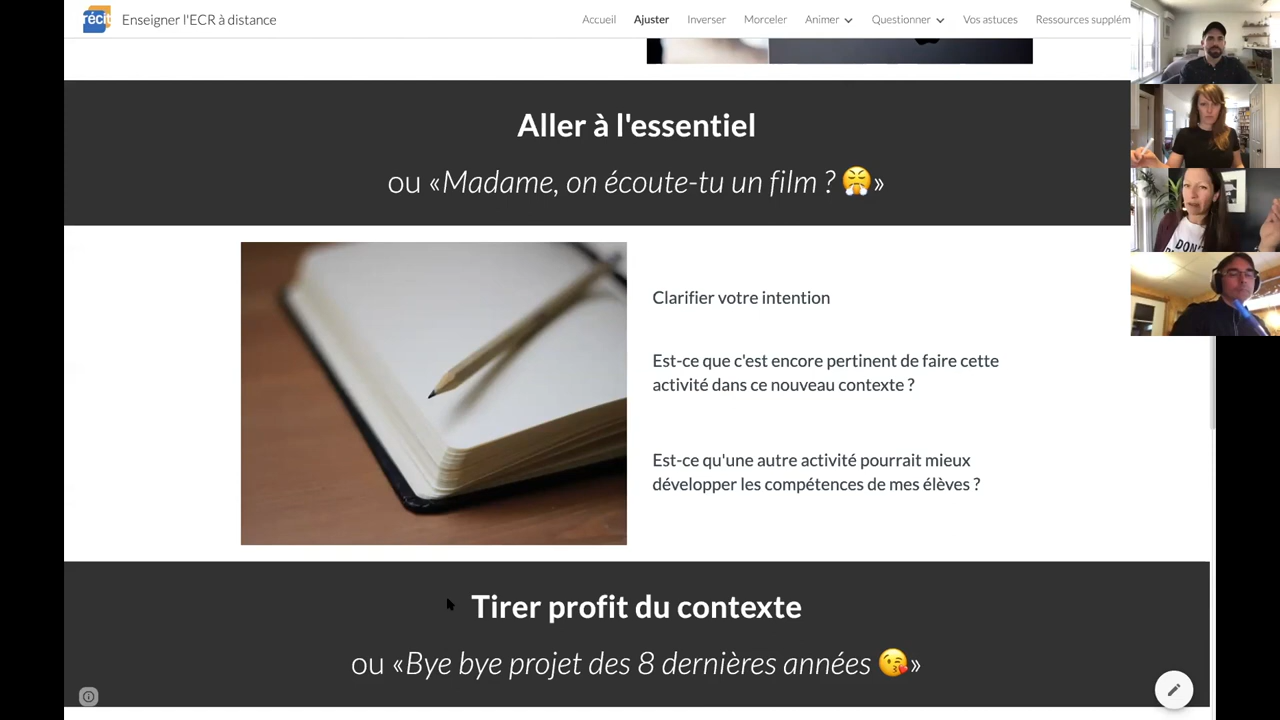 récit
Enseigner l'ECR à distance
Accueil
Ajuster
Inverser
Morceler
Animer
Questionner
Vos astuces
Ressources supplém
Aller à l'essentiel
ou «Madame, on écoute-tu un film ? 😤»
Clarifier votre intention
Est-ce que c'est encore pertinent de faire cette
activité dans ce nouveau contexte ?
Est-ce qu'une autre activité pourrait mieux
développer les compétences de mes élèves ?
Tirer profit du contexte
ou «Bye bye projet des 8 dernières années 😘»
DON'